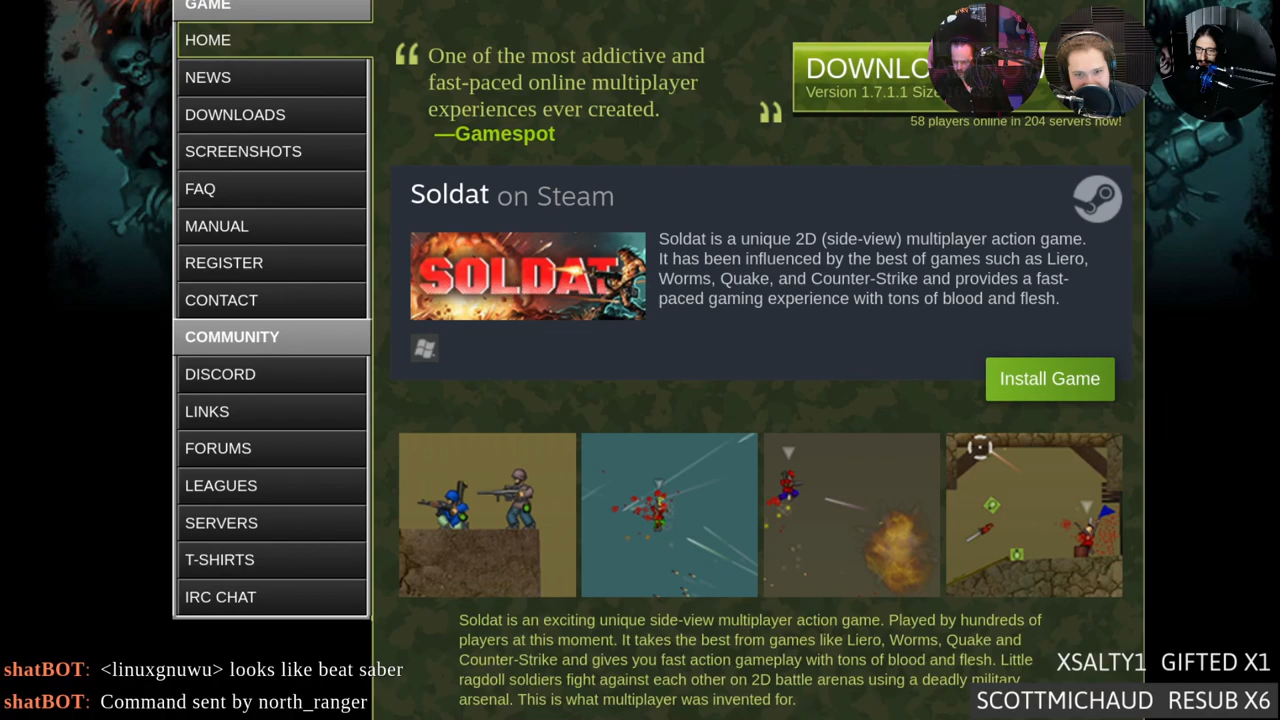 GAME
HOME
NEWS
DOWNLOADS
SCREENSHOTS
FAQ
MANUAL
REGISTER
CONTACT
COMMUNITY
DISCORD
LINKS
FORUMS
LEAGUES
SERVERS
T-SHIRTS
IRC CHAT
“ One of the most addictive and
fast-paced online multiplayer
experiences ever created. ”
—Gamespot
Version 1.7.1.1
58 players online in 204 servers now!
Soldat on Steam
SOLDAT
Soldat is a unique 2D (side-view) multiplayer action game.
It has been influenced by the best of games such as Liero,
Worms, Quake, and Counter-Strike and provides a fast-
paced gaming experience with tons of blood and flesh.
Install Game
Soldat is an exciting unique side-view multiplayer action game. Played by hundreds of
players at this moment. It takes the best from games like Liero, Worms, Quake and
Counter-Strike and gives you fast action gameplay with tons of blood and flesh. Little
ragdoll soldiers fight against each other on 2D battle arenas using a deadly military
arsenal. This is what multiplayer was invented for.
shatBOT: <linuxgnuwu> looks like beat saber
shatBOT: Command sent by north_ranger
XSALTY1 GIFTED X1
SCOTTMICHAUD RESUB X6